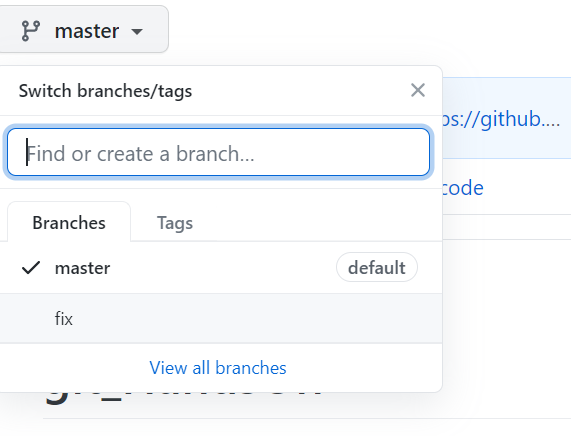 master
Switch branches/tags
ps://github....
Find or create a branch...
code
Branches
Tags
master
default
fix
View all branches